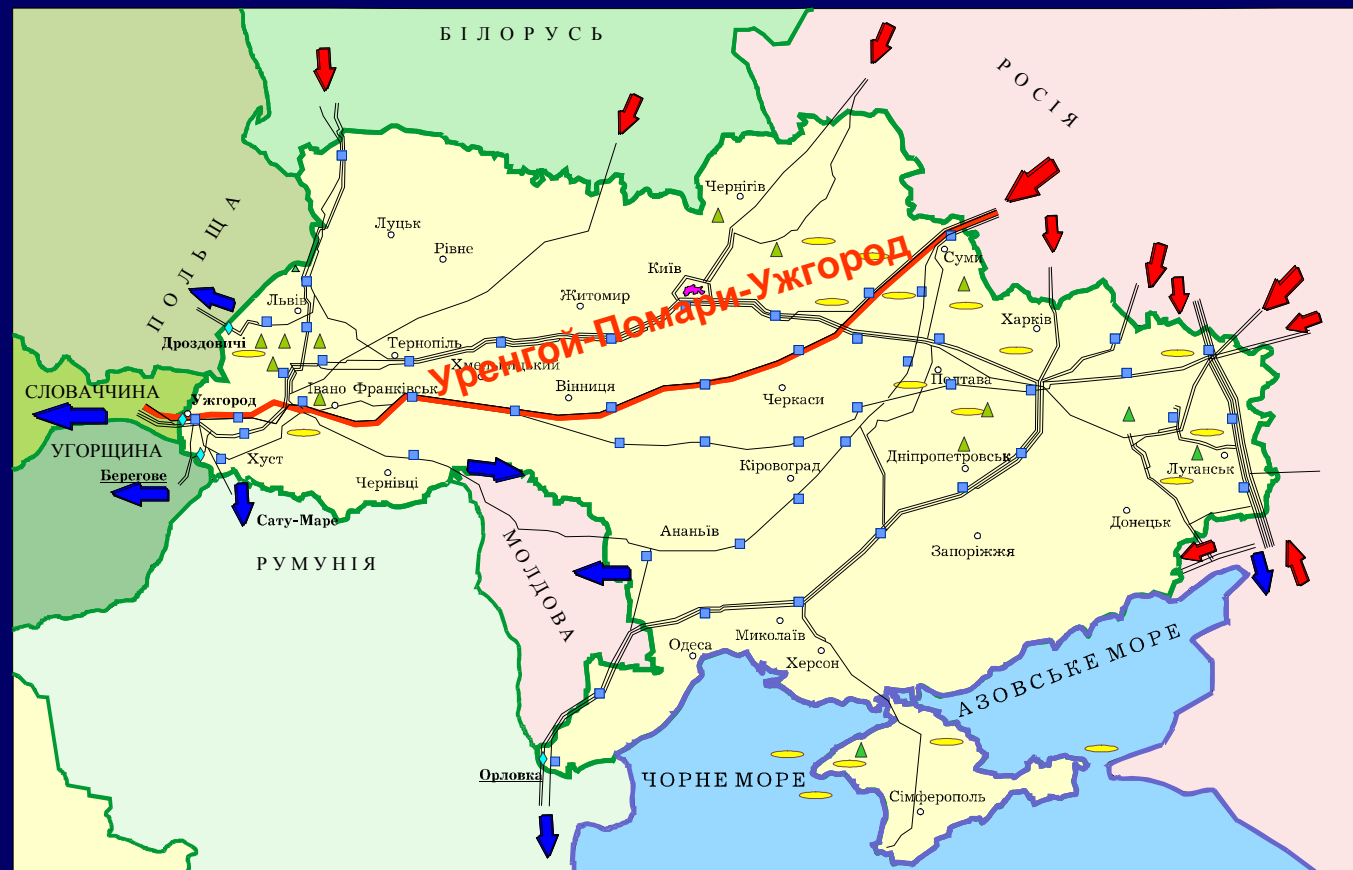 БІЛОРУСЬ
РОСІЯ
ПОЛЬЩА
Чернігів
Луцьк
Рівне
Київ
Суми
Житомир
Львів
Харків
Дроздовичі
Тернопіль
Хмельницький
Уренгой-Помари-Ужгород
Полтава
СЛОВАЧЧИНА
Ужгород
Івано Франківськ
Вінниця
Черкаси
УГОРЩИНА
Хуст
Берегове
Чернівці
Кіровоград
Дніпропетровськ
Луганськ
Сату-Маре
Донецьк
Ананьїв
Запоріжжя
РУМУНІЯ
МОЛДОВА
Миколаїв
Одеса
Херсон
АЗОВСЬКЕ МОРЕ
Орловка
ЧОРНЕ МОРЕ
Сімферополь